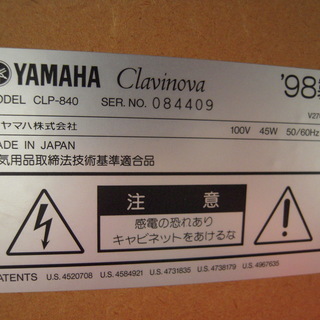 YAMAHA Clavinova '98
MODEL CLP-840 SER. NO. 084409
ヤマハ株式会社 100V 45W 50/60H
MADE IN JAPAN
気用品取締法技術基準適合品
注 意
感電の恐れあり
キャビネットをあけるな
PATENTS U.S. 4520708 U.S. 4584921 U.S. 4731835 U.S. 4738179 U.S. 4967635